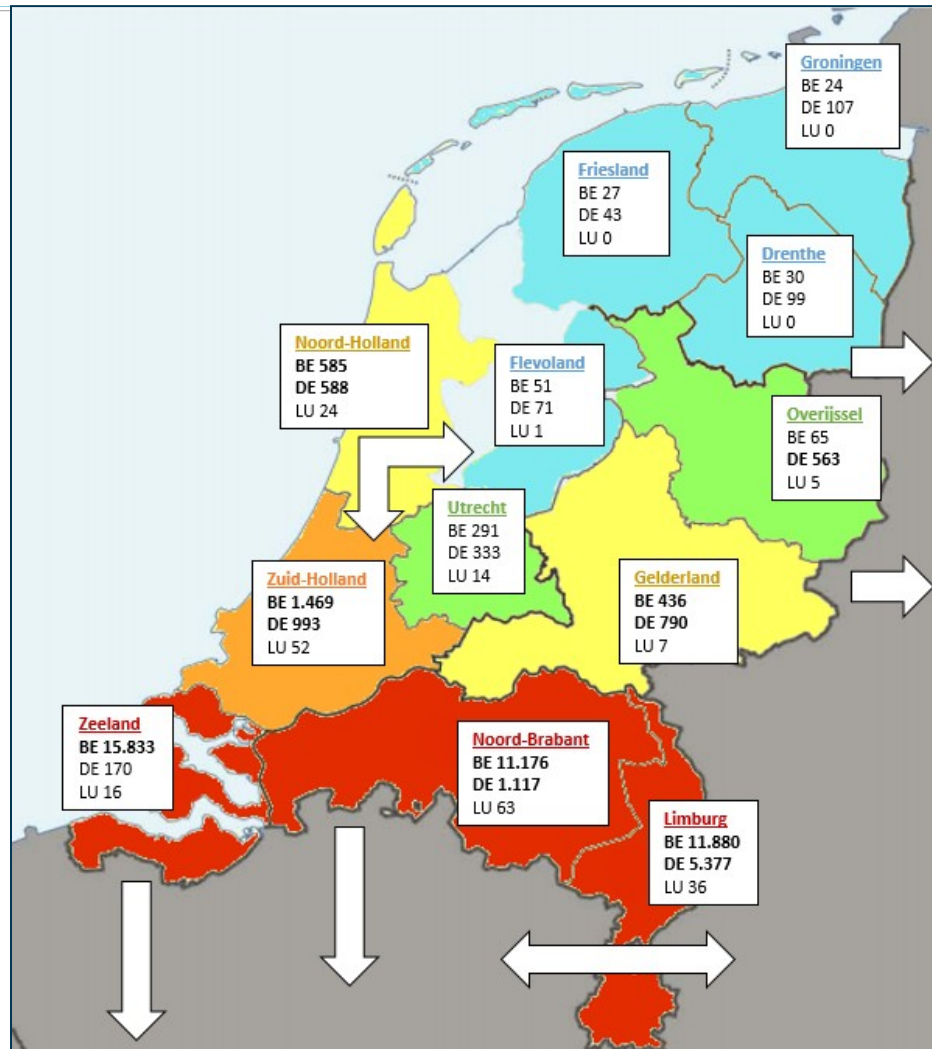 Groningen
BE 24
DE 107
LU 0
Friesland
BE 27
DE 43
LU 0
Drenthe
BE 30
DE 99
LU 0
Noord-Holland
BE 585
DE 588
LU 24
Flevoland
BE 51
DE 71
LU 1
Overijssel
BE 65
DE 563
LU 5
Utrecht
BE 291
DE 333
LU 14
Zuid-Holland
BE 1.469
DE 993
LU 52
Gelderland
BE 436
DE 790
LU 7
Zeeland
BE 15.833
DE 170
LU 16
Noord-Brabant
BE 11.176
DE 1.117
LU 63
Limburg
BE 11.880
DE 5.377
LU 36